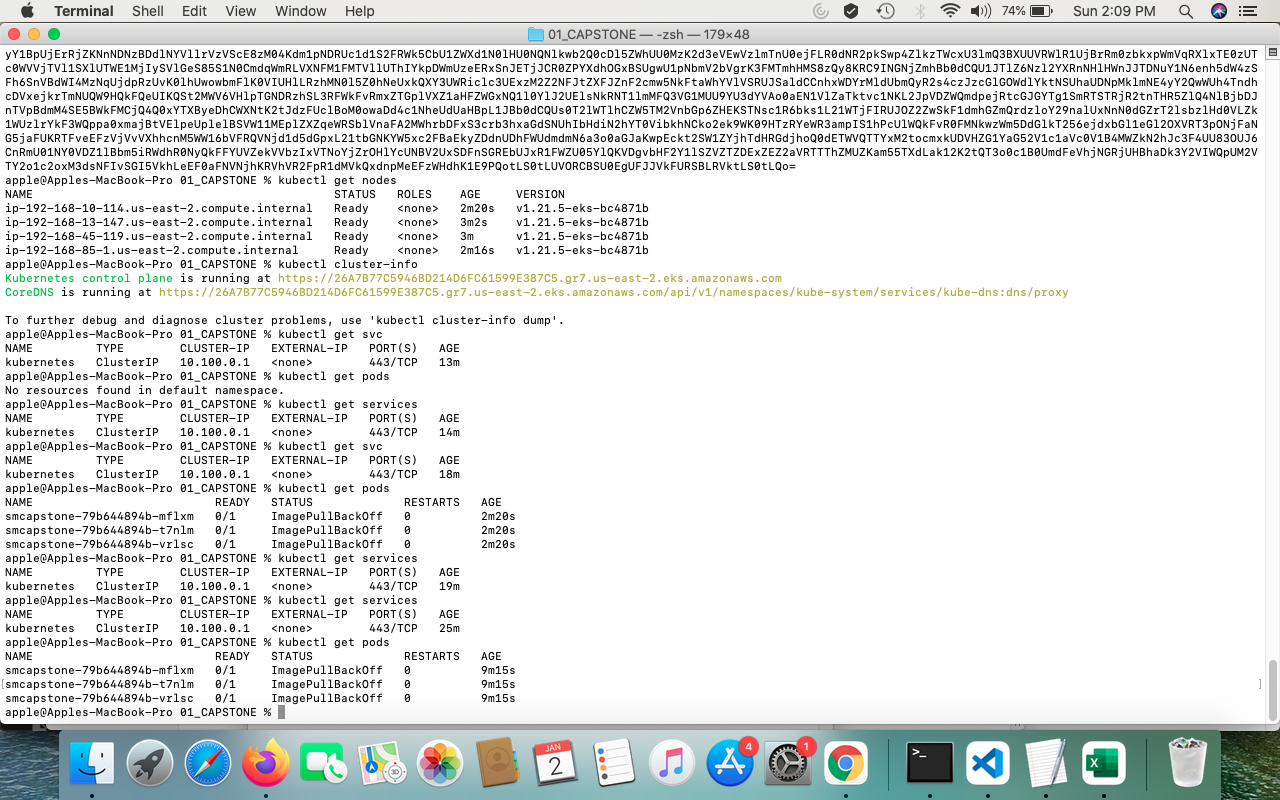 Terminal Shell Edit View Window Help 74% Sun 2:09 PM
01_CAPSTONE — -zsh — 179×48
apple@Apples-MacBook-Pro 01_CAPSTONE % kubectl get nodes
NAME STATUS ROLES AGE VERSION
ip-192-168-10-114.us-east-2.compute.internal Ready <none> 2m20s v1.21.5-eks-bc4871b
ip-192-168-13-147.us-east-2.compute.internal Ready <none> 3m2s v1.21.5-eks-bc4871b
ip-192-168-45-119.us-east-2.compute.internal Ready <none> 3m v1.21.5-eks-bc4871b
ip-192-168-85-1.us-east-2.compute.internal Ready <none> 2m16s v1.21.5-eks-bc4871b
apple@Apples-MacBook-Pro 01_CAPSTONE % kubectl cluster-info
Kubernetes control plane is running at https://26A7B77C5946BD214D6FC61599E387C5.gr7.us-east-2.eks.amazonaws.com
CoreDNS is running at https://26A7B77C5946BD214D6FC61599E387C5.gr7.us-east-2.eks.amazonaws.com/api/v1/namespaces/kube-system/services/kube-dns:dns/proxy
To further debug and diagnose cluster problems, use 'kubectl cluster-info dump'.
apple@Apples-MacBook-Pro 01_CAPSTONE % kubectl get svc
NAME TYPE CLUSTER-IP EXTERNAL-IP PORT(S) AGE
kubernetes ClusterIP 10.100.0.1 <none> 443/TCP 13m
apple@Apples-MacBook-Pro 01_CAPSTONE % kubectl get pods
No resources found in default namespace.
apple@Apples-MacBook-Pro 01_CAPSTONE % kubectl get services
NAME TYPE CLUSTER-IP EXTERNAL-IP PORT(S) AGE
kubernetes ClusterIP 10.100.0.1 <none> 443/TCP 14m
apple@Apples-MacBook-Pro 01_CAPSTONE % kubectl get svc
NAME TYPE CLUSTER-IP EXTERNAL-IP PORT(S) AGE
kubernetes ClusterIP 10.100.0.1 <none> 443/TCP 18m
apple@Apples-MacBook-Pro 01_CAPSTONE % kubectl get pods
NAME READY STATUS RESTARTS AGE
smcapstone-79b644894b-mflxm 0/1 ImagePullBackOff 0 2m20s
smcapstone-79b644894b-t7nlm 0/1 ImagePullBackOff 0 2m20s
smcapstone-79b644894b-vrlsc 0/1 ImagePullBackOff 0 2m20s
apple@Apples-MacBook-Pro 01_CAPSTONE % kubectl get services
NAME TYPE CLUSTER-IP EXTERNAL-IP PORT(S) AGE
kubernetes ClusterIP 10.100.0.1 <none> 443/TCP 19m
apple@Apples-MacBook-Pro 01_CAPSTONE % kubectl get services
NAME TYPE CLUSTER-IP EXTERNAL-IP PORT(S) AGE
kubernetes ClusterIP 10.100.0.1 <none> 443/TCP 25m
apple@Apples-MacBook-Pro 01_CAPSTONE % kubectl get pods
NAME READY STATUS RESTARTS AGE
smcapstone-79b644894b-mflxm 0/1 ImagePullBackOff 0 9m15s
[smcapstone-79b644894b-t7nlm 0/1 ImagePullBackOff 0 9m15s ]
smcapstone-79b644894b-vrlsc 0/1 ImagePullBackOff 0 9m15s
apple@Apples-MacBook-Pro 01_CAPSTONE %
JAN
2
3D
4
1
>_
X